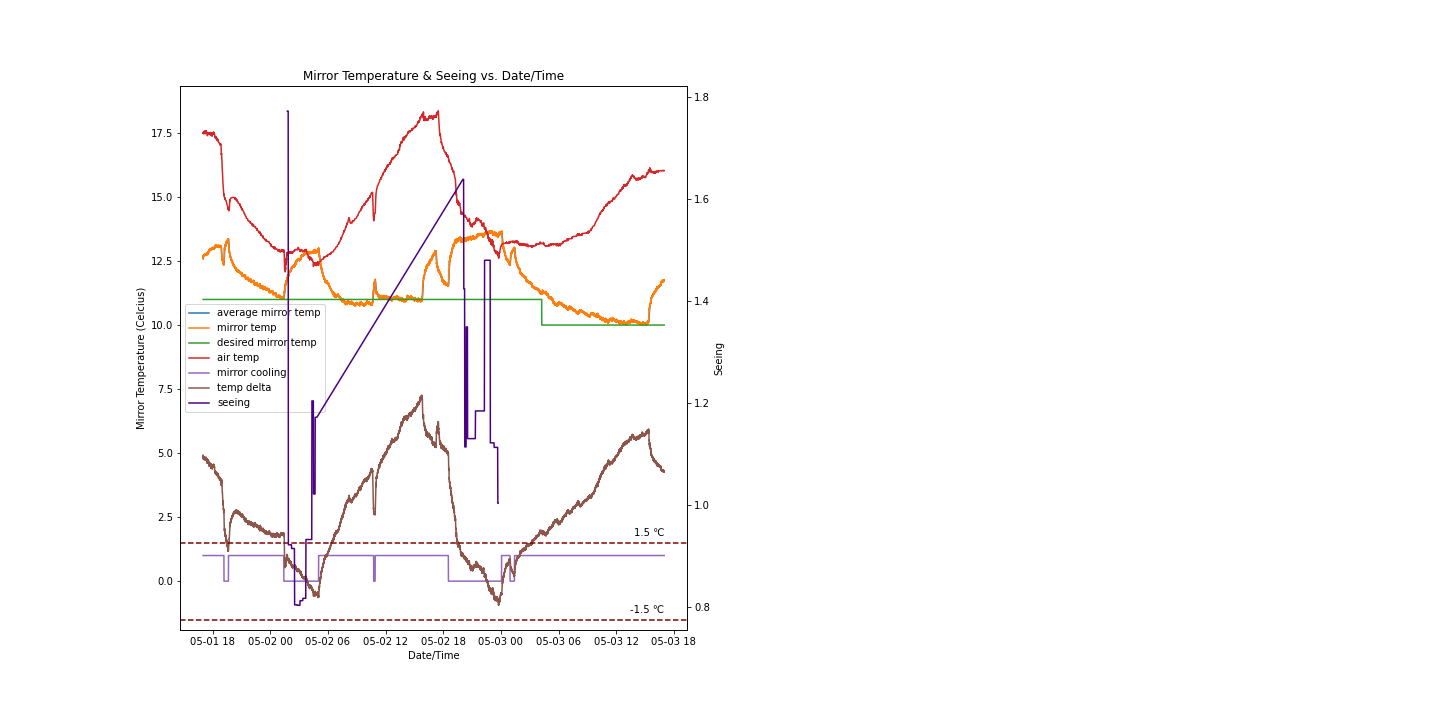 Mirror Temperature & Seeing vs. Date/Time
Mirror Temperature (Celcius)
17.5
15.0
12.5
10.0
7.5
5.0
2.5
0.0
average mirror temp
mirror temp
desired mirror temp
air temp
mirror cooling
temp delta
seeing
1.5 ℃
-1.5 ℃
1.8
1.6
1.4
1.2
1.0
0.8
Seeing
05-01 18
05-02 00
05-02 06
05-02 12
05-02 18
05-03 00
05-03 06
05-03 12
05-03 18
Date/Time